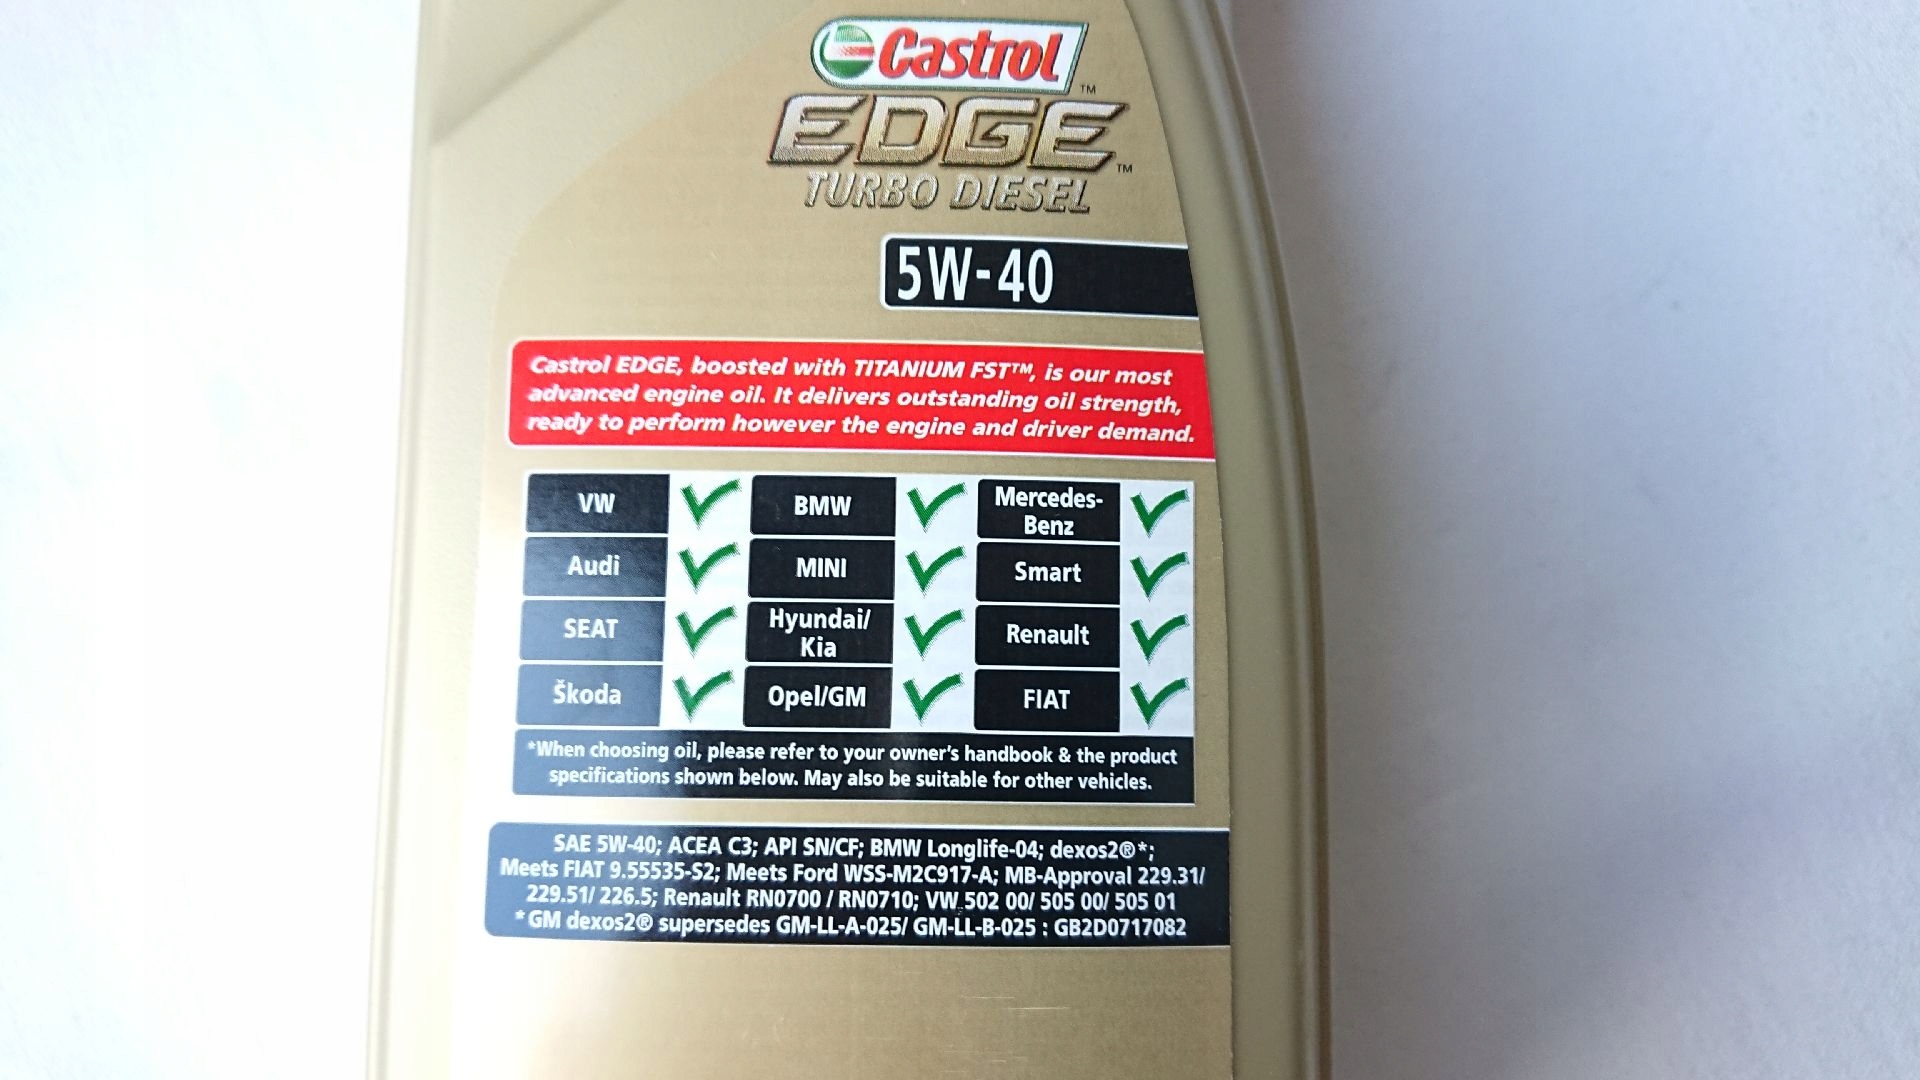 Castrol™
EDGE™
TURBO DIESEL
5W-40
Castrol EDGE, boosted with TITANIUM FST™, is our most
advanced engine oil. It delivers outstanding oil strength,
ready to perform however the engine and driver demand.
VW BMW Mercedes-
Benz
Audi MINI Smart
SEAT Hyundai/
Kia Renault
Škoda Opel/GM FIAT
*When choosing oil, please refer to your owner's handbook & the product
specifications shown below. May also be suitable for other vehicles.
SAE 5W-40; ACEA C3; API SN/CF; BMW Longlife-04; dexos2®*;
Meets FIAT 9.55535-S2; Meets Ford WSS-M2C917-A; MB-Approval 229.31/
229.51/ 226.5; Renault RN0700 / RN0710; VW 502 00/ 505 00/ 505 01
*GM dexos2® supersedes GM-LL-A-025/ GM-LL-B-025 : GB2D0717082